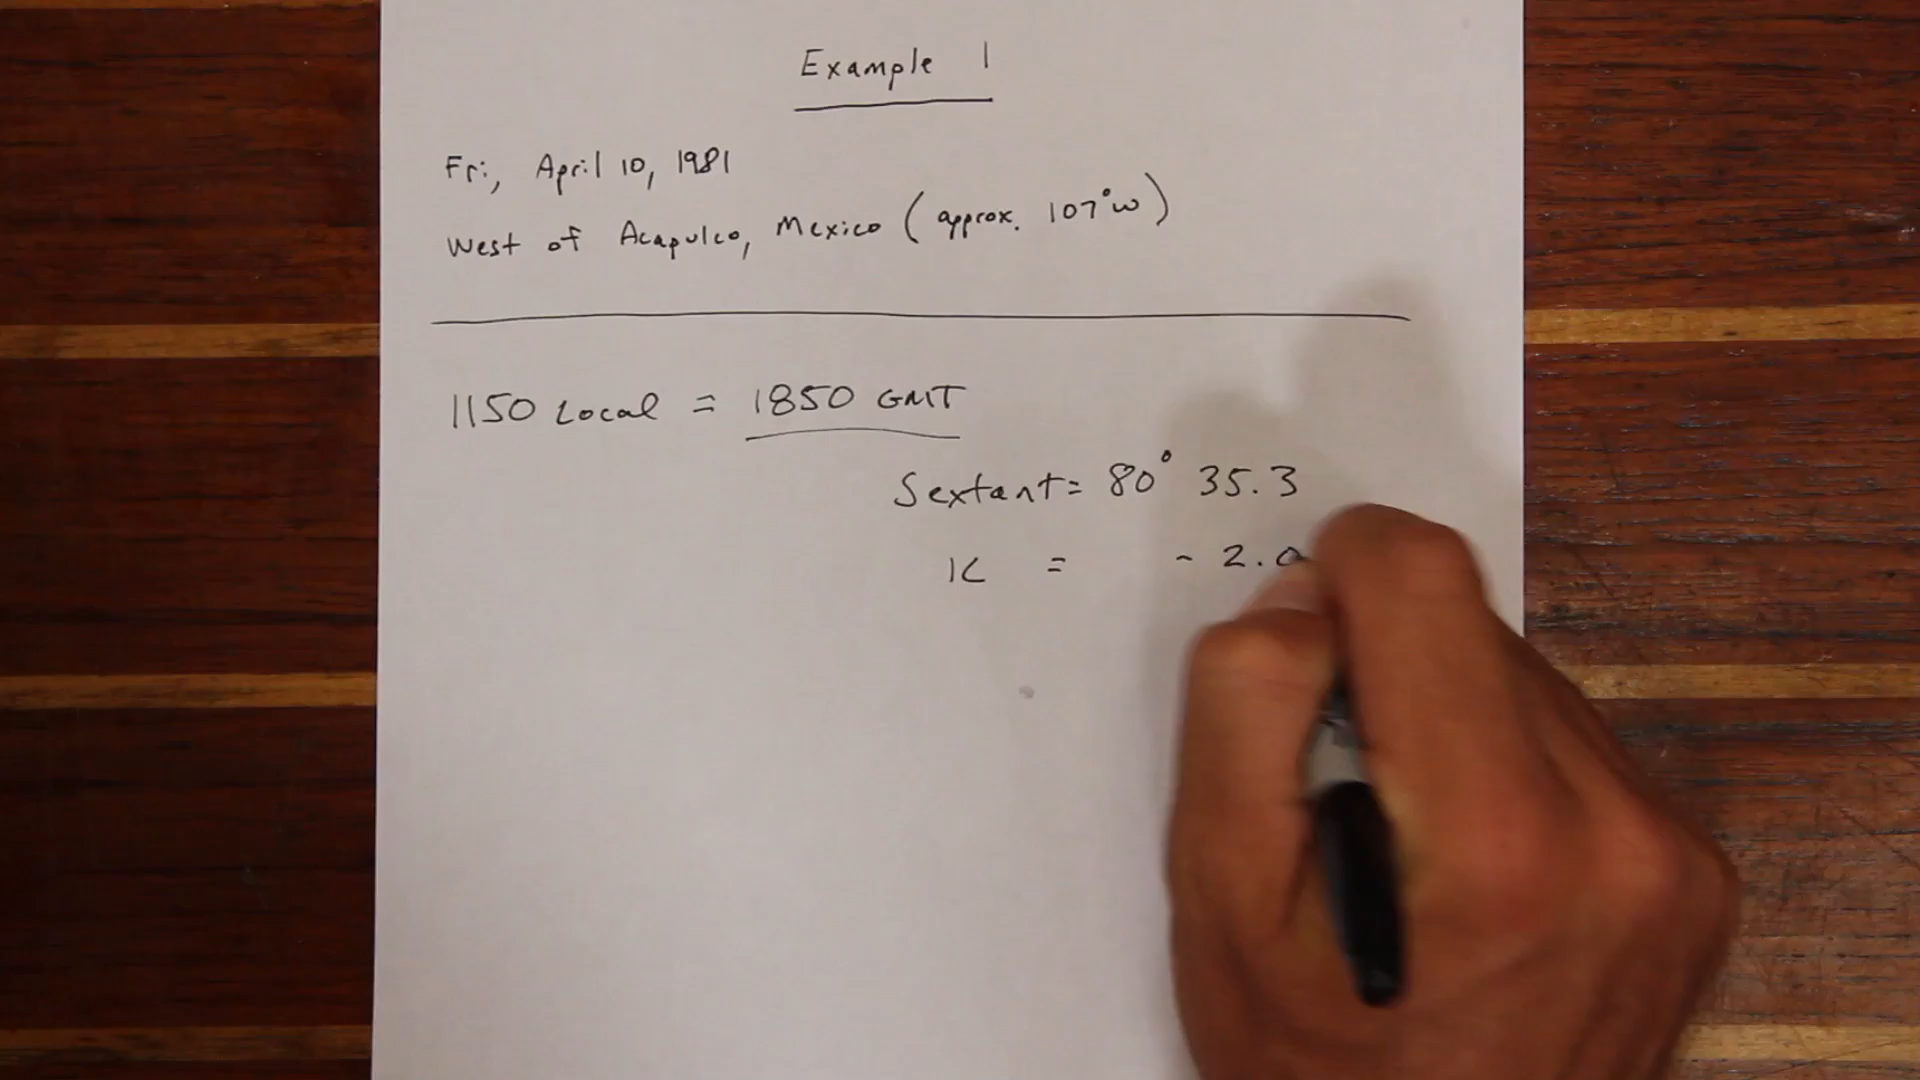 Example 1
Fri, April 10, 1981
West of Acapulco, Mexico (approx. 107°W)
1150 Local = 1850 GMT
Sextant = 80° 35.3
IC = - 2.0